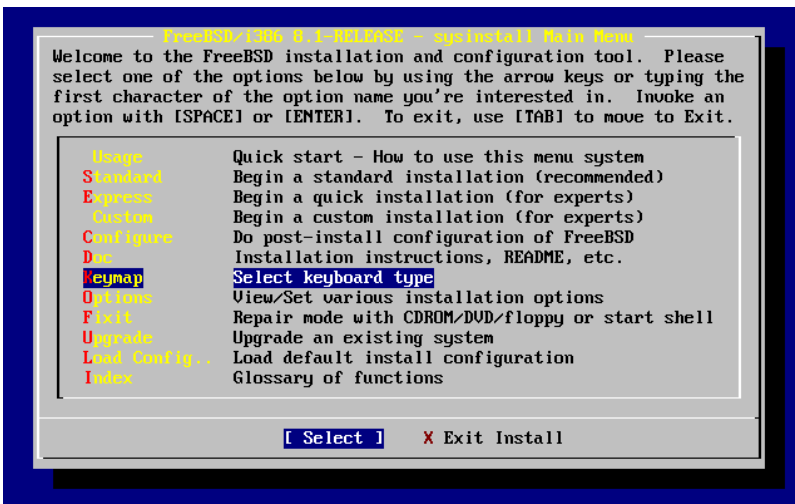 FreeBSD/i386 8.1-RELEASE - sysinstall Main Menu
Welcome to the FreeBSD installation and configuration tool.  Please
select one of the options below by using the arrow keys or typing the
first character of the option name you're interested in.  Invoke an
option with [SPACE] or [ENTER].  To exit, use [TAB] to move to Exit.
Usage Quick start - How to use this menu system
Standard Begin a standard installation (recommended)
Express Begin a quick installation (for experts)
Custom Begin a custom installation (for experts)
Configure Do post-install configuration of FreeBSD
Doc Installation instructions, README, etc.
Keymap Select keyboard type
Options View/Set various installation options
Fixit Repair mode with CDROM/DVD/floppy or start shell
Upgrade Upgrade an existing system
Load Config.. Load default install configuration
Index Glossary of functions
[ Select ] X Exit Install